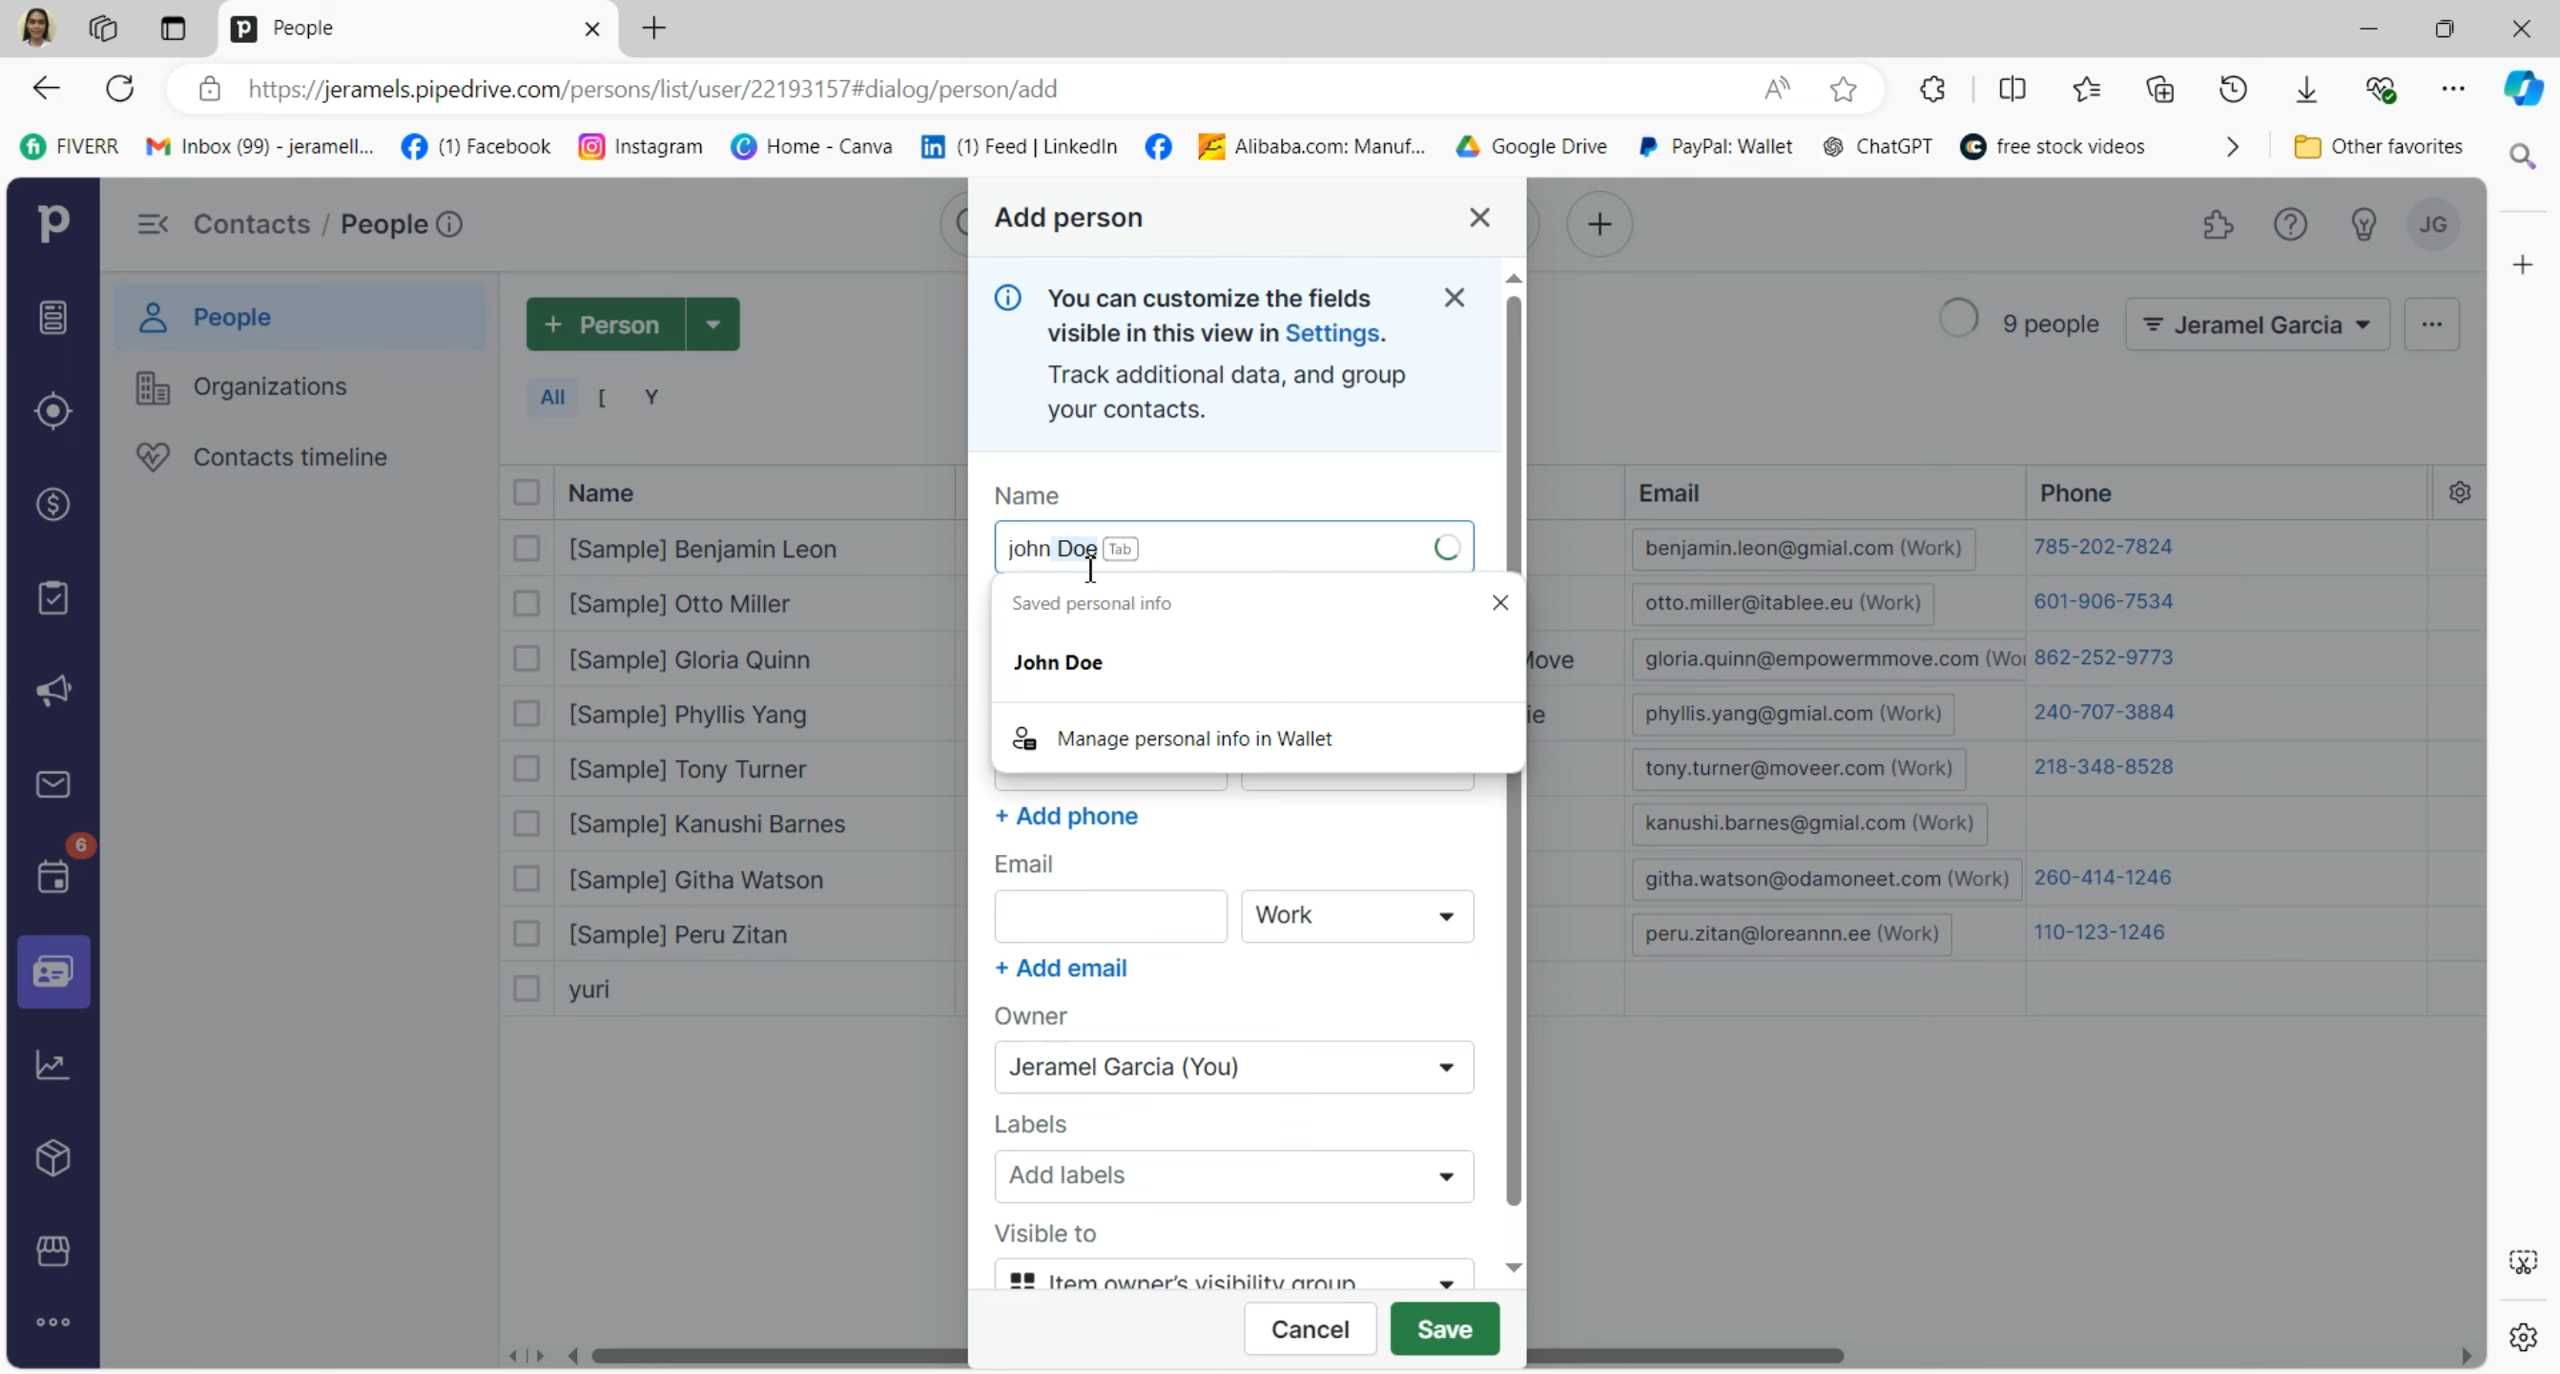 People
https://jeramels.pipedrive.com/persons/list/user/22193157#dialog/person/add
FIVERR
Inbox (99) - jeramell...
(1) Facebook
Instagram
Home - Canva
(1) Feed | LinkedIn
Alibaba.com: Manuf...
Google Drive
PayPal: Wallet
ChatGPT
free stock videos
Other favorites
Contacts / People
JG
People
Organizations
Contacts timeline
6
+ Person
9 people
Jeramel Garcia
All [ Y
Name
Email
Phone
[Sample] Benjamin Leon
benjamin.leon@gmial.com (Work)
785-202-7824
[Sample] Otto Miller
otto.miller@itablee.eu (Work)
601-906-7534
[Sample] Gloria Quinn
Move
gloria.quinn@empowermmove.com (Wor
862-252-9773
[Sample] Phyllis Yang
ie
phyllis.yang@gmial.com (Work)
240-707-3884
[Sample] Tony Turner
tony.turner@moveer.com (Work)
218-348-8528
[Sample] Kanushi Barnes
kanushi.barnes@gmial.com (Work)
[Sample] Githa Watson
githa.watson@odamoneet.com (Work)
260-414-1246
[Sample] Peru Zitan
peru.zitan@loreannn.ee (Work)
110-123-1246
yuri
Add person
You can customize the fields
visible in this view in Settings.
Track additional data, and group
your contacts.
Name
john Doe Tab
Saved personal info
John Doe
Manage personal info in Wallet
+ Add phone
Email
Work
+ Add email
Owner
Jeramel Garcia (You)
Labels
Add labels
Visible to
Item owner's visibility group
Cancel
Save